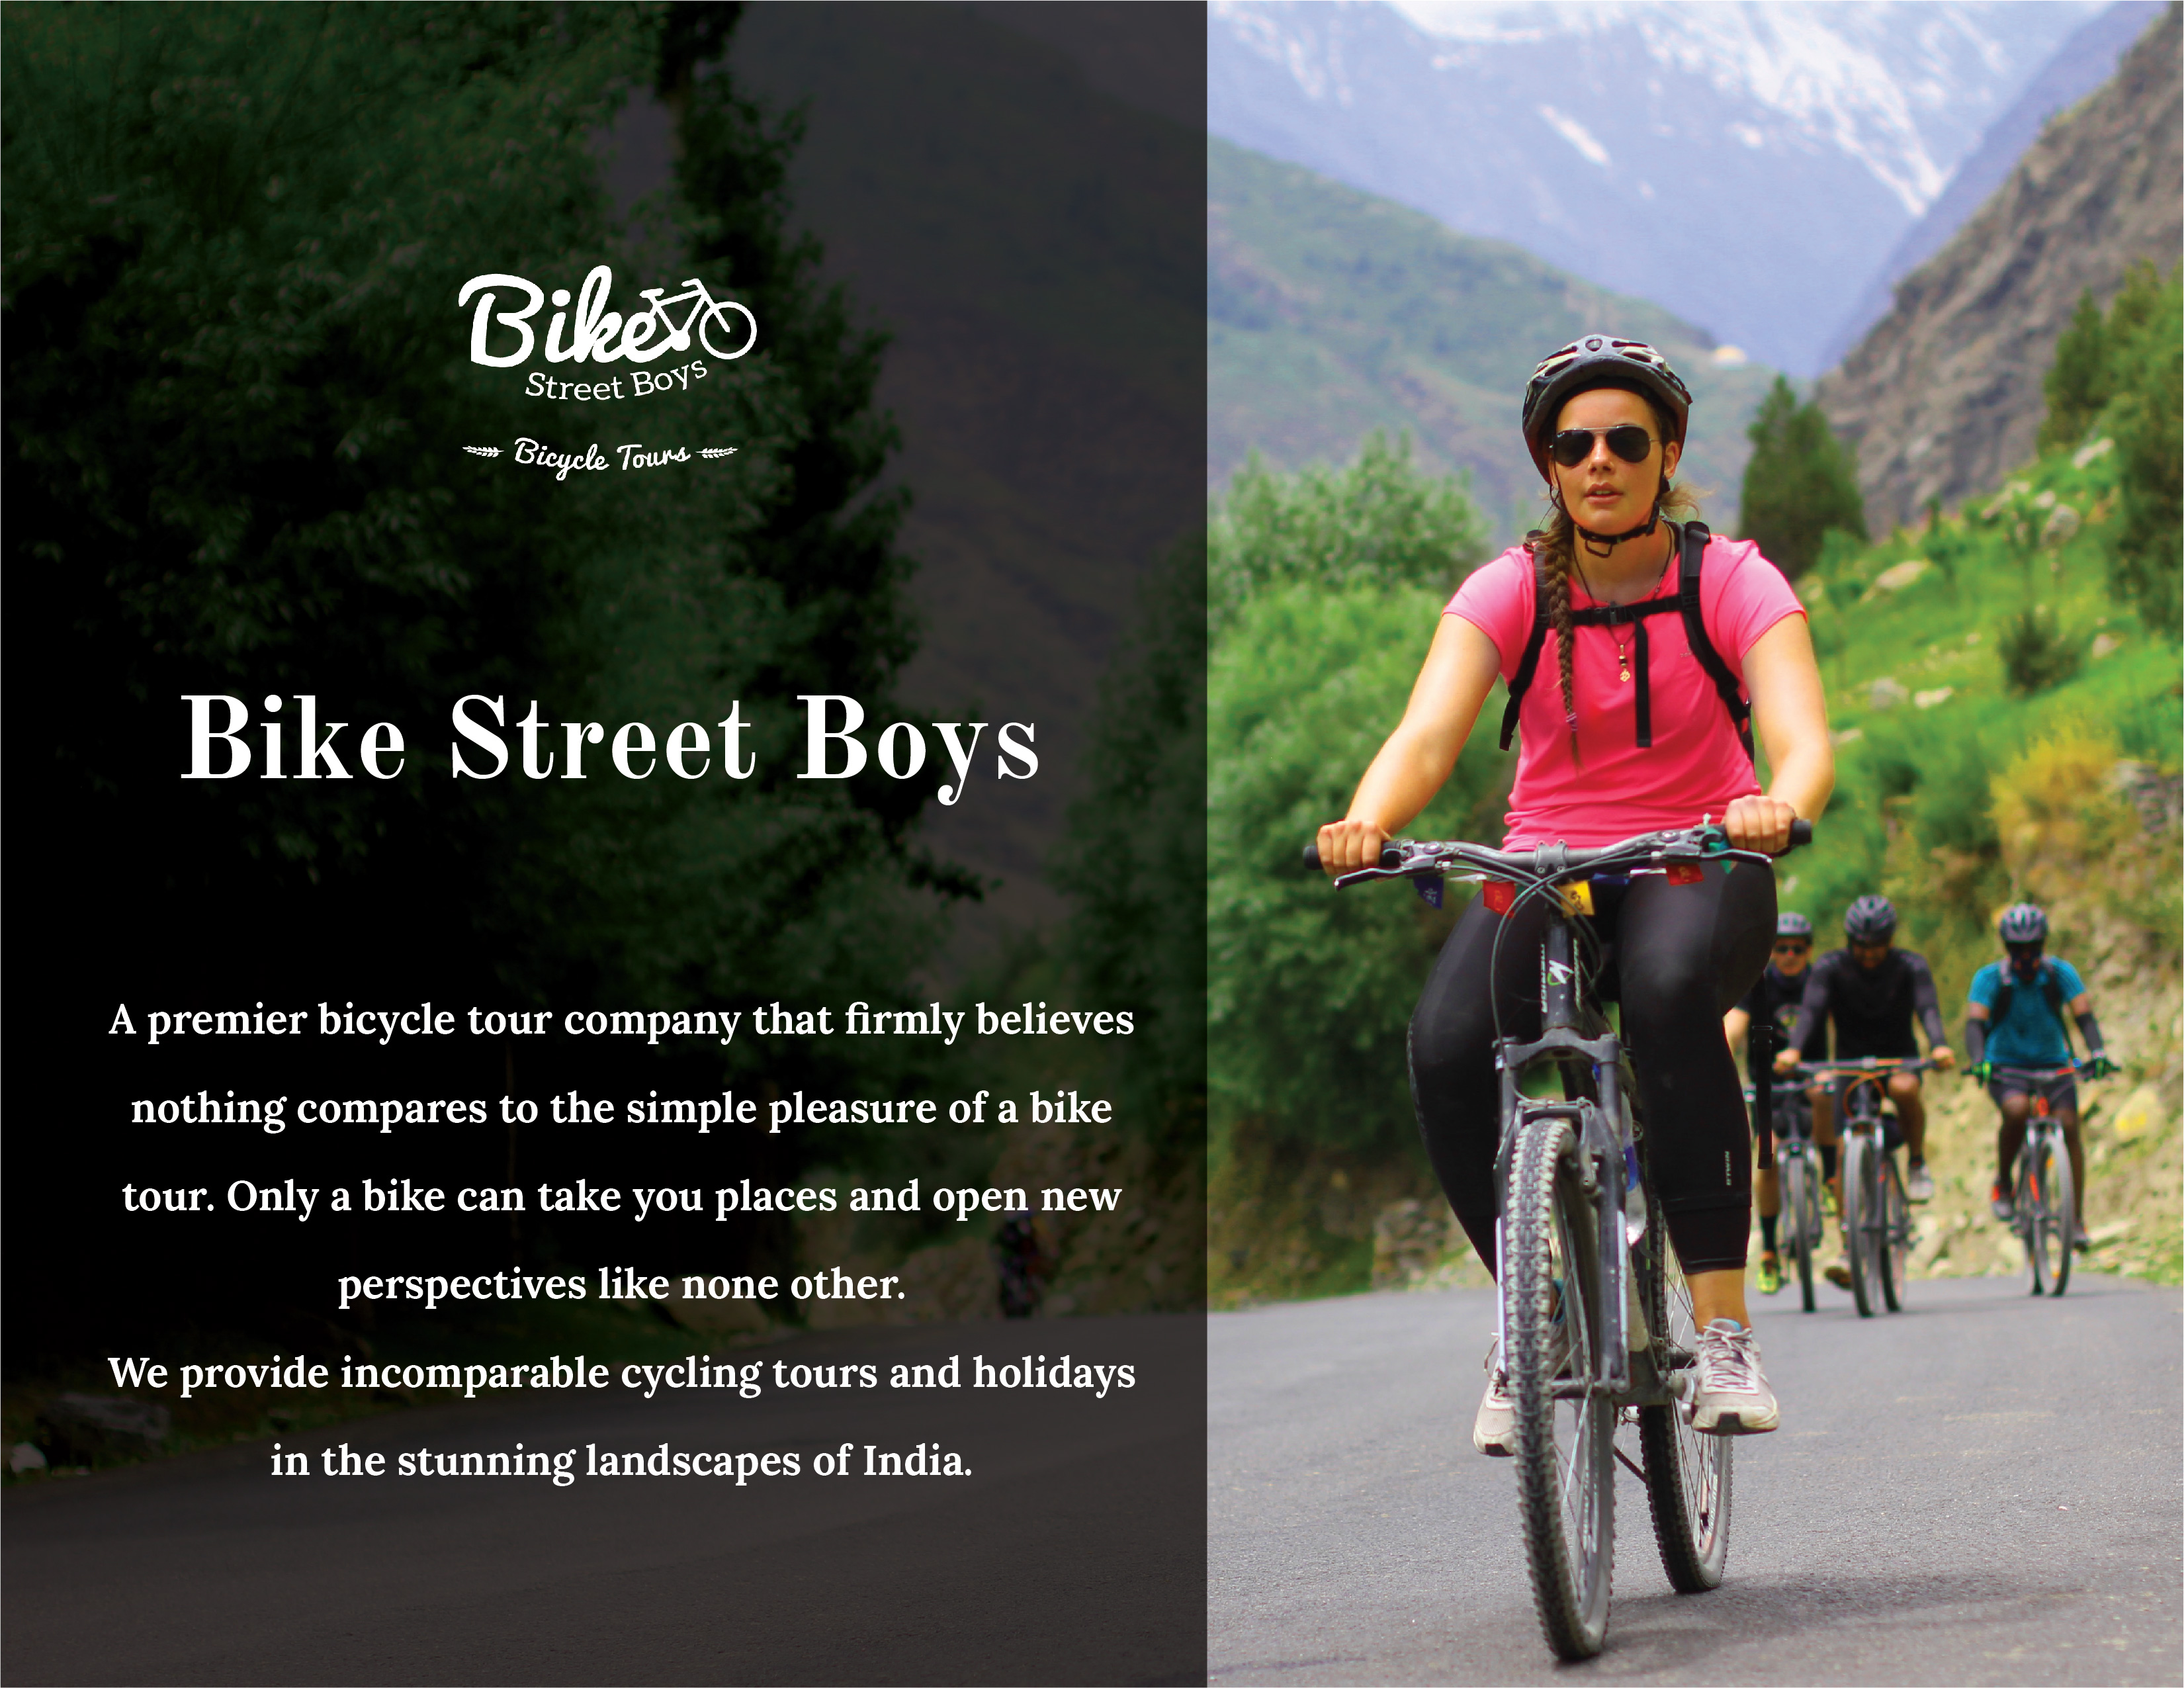 Bike
Street Boys
Bicycle Tours
Bike Street Boys
A premier bicycle tour company that firmly believes
nothing compares to the simple pleasure of a bike
tour. Only a bike can take you places and open new
perspectives like none other.
We provide incomparable cycling tours and holidays
in the stunning landscapes of India.